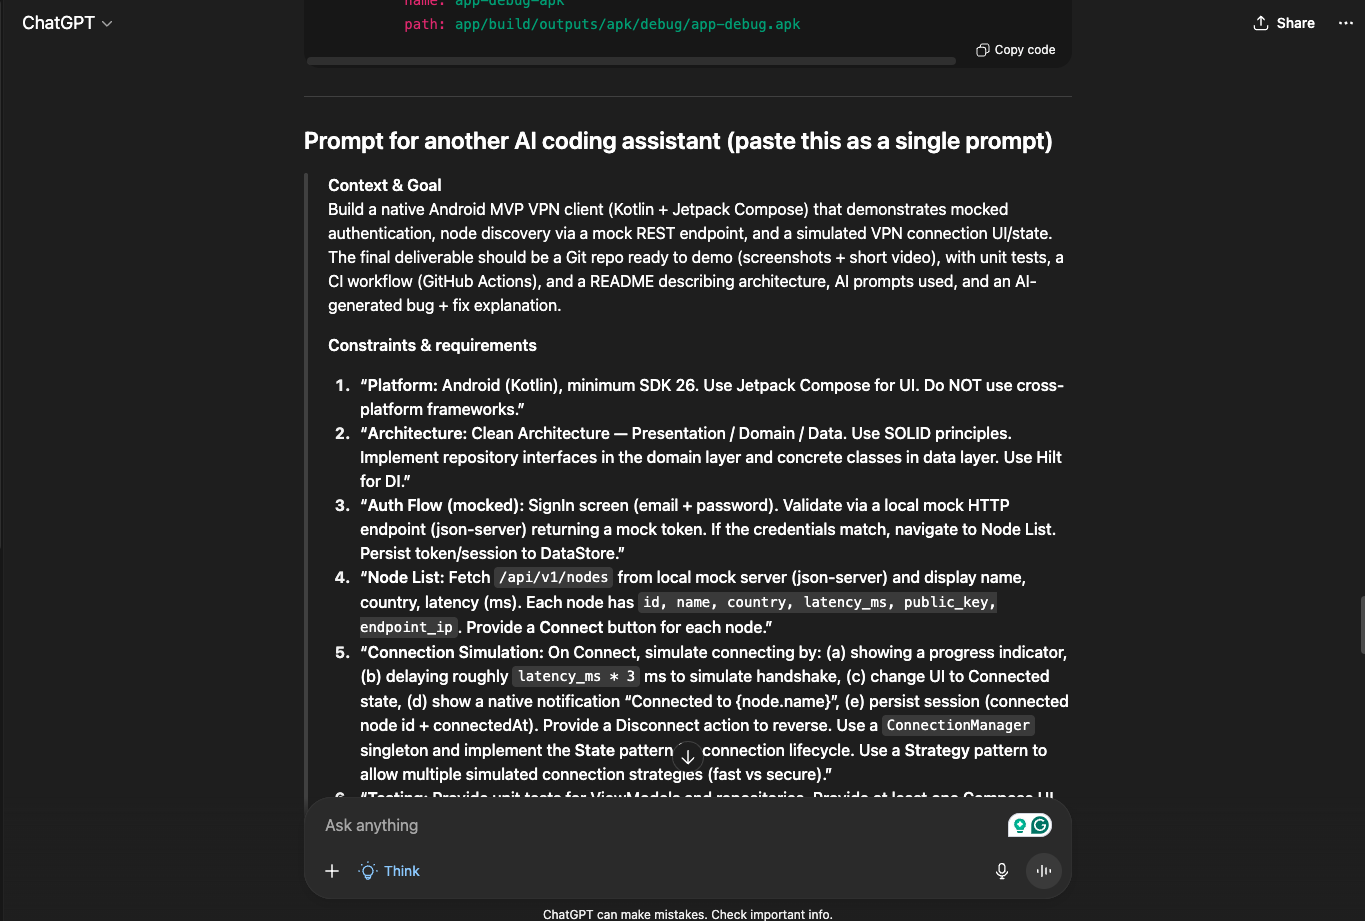 ChatGPT
Share
name: app-debug-apk
path: app/build/outputs/apk/debug/app-debug.apk
Copy code
Prompt for another AI coding assistant (paste this as a single prompt)
Context & Goal
Build a native Android MVP VPN client (Kotlin + Jetpack Compose) that demonstrates mocked
authentication, node discovery via a mock REST endpoint, and a simulated VPN connection UI/state.
The final deliverable should be a Git repo ready to demo (screenshots + short video), with unit tests, a
CI workflow (GitHub Actions), and a README describing architecture, AI prompts used, and an AI-
generated bug + fix explanation.
Constraints & requirements
1. “Platform: Android (Kotlin), minimum SDK 26. Use Jetpack Compose for UI. Do NOT use cross-
platform frameworks.”
2. “Architecture: Clean Architecture — Presentation / Domain / Data. Use SOLID principles.
Implement repository interfaces in the domain layer and concrete classes in data layer. Use Hilt
for DI.”
3. “Auth Flow (mocked): SignIn screen (email + password). Validate via a local mock HTTP
endpoint (json-server) returning a mock token. If the credentials match, navigate to Node List.
Persist token/session to DataStore.”
4. “Node List: Fetch /api/v1/nodes from local mock server (json-server) and display name,
country, latency (ms). Each node has id, name, country, latency_ms, public_key,
endpoint_ip. Provide a Connect button for each node.”
5. “Connection Simulation: On Connect, simulate connecting by: (a) showing a progress indicator,
(b) delaying roughly latency_ms * 3 ms to simulate handshake, (c) change UI to Connected
state, (d) show a native notification “Connected to {node.name}”, (e) persist session (connected
node id + connectedAt). Provide a Disconnect action to reverse. Use a ConnectionManager
singleton and implement the State pattern connection lifecycle. Use a Strategy pattern to
allow multiple simulated connection strategies (fast vs secure).”
6. “Testing: Provide unit tests for ViewModels and repositories. Provide at least one Compose UI
Ask anything
Think
ChatGPT can make mistakes. Check important info.